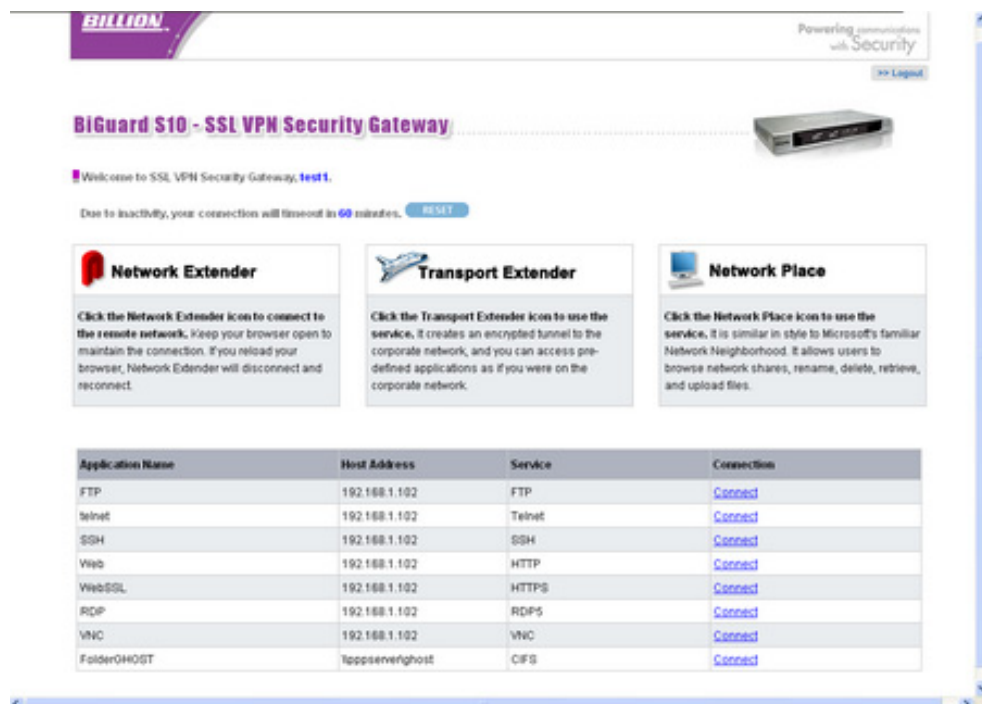 BILLION
Powering communications
with Security
>> Logout
BiGuard S10 - SSL VPN Security Gateway
Welcome to SSL VPN Security Gateway, test1.
Due to inactivity, your connection will timeout in 60 minutes. RESET
Network Extender
Click the Network Extender icon to connect to
the remote network. Keep your browser open to
maintain the connection. If you reload your
browser, Network Extender will disconnect and
reconnect.
Transport Extender
Click the Transport Extender icon to use the
service. It creates an encrypted tunnel to the
corporate network, and you can access pre-
defined applications as if you were on the
corporate network.
Network Place
Click the Network Place icon to use the
service. It is similar in style to Microsoft's familiar
Network Neighborhood. It allows users to
browse network shares, rename, delete, retrieve,
and upload files.
Application Name Host Address Service Connection
FTP 192.168.1.102 FTP Connect
telnet 192.168.1.102 Telnet Connect
SSH 192.168.1.102 SSH Connect
Web 192.168.1.102 HTTP Connect
WebSSL 192.168.1.102 HTTPS Connect
RDP 192.168.1.102 RDP5 Connect
VNC 192.168.1.102 VNC Connect
FolderGHOST CIFS Connect